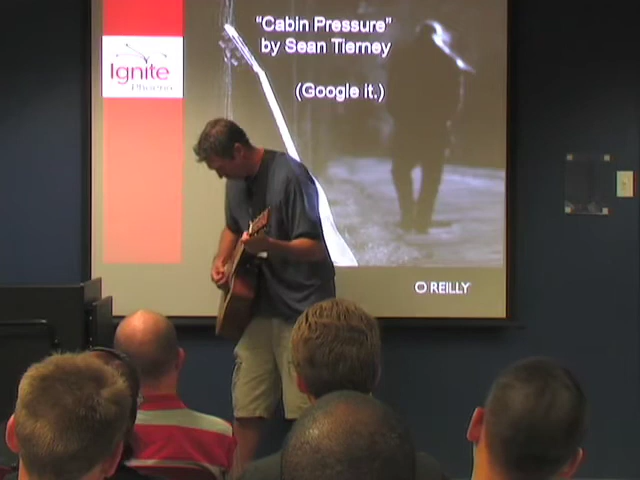 “Cabin Pressure”
by Sean Tierney
(Google it.)
Ignite
Phoenix
O REILLY